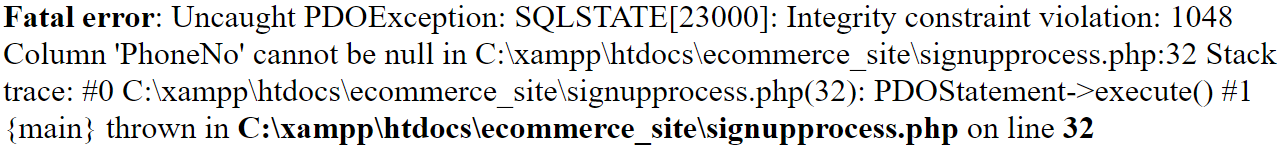 Fatal error: Uncaught PDOException: SQLSTATE[23000]: Integrity constraint violation: 1048
Column 'PhoneNo' cannot be null in C:\xampp\htdocs\ecommerce_site\signupprocess.php:32 Stack
trace: #0 C:\xampp\htdocs\ecommerce_site\signupprocess.php(32): PDOStatement->execute() #1
{main} thrown in C:\xampp\htdocs\ecommerce_site\signupprocess.php on line 32